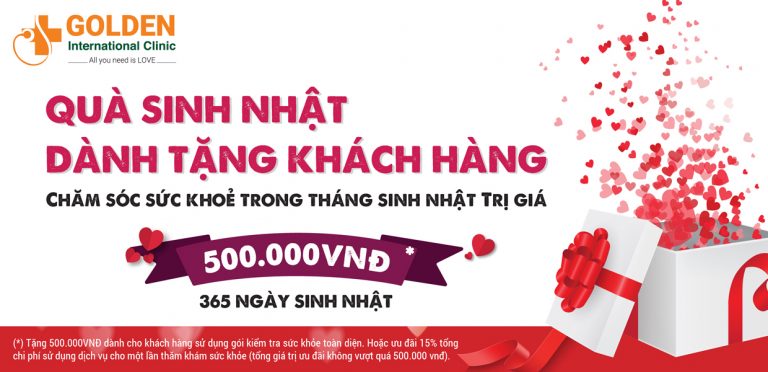 GOLDEN
International Clinic
All you need is LOVE
QUÀ SINH NHẬT
DÀNH TẶNG KHÁCH HÀNG
CHĂM SÓC SỨC KHOẺ TRONG THÁNG SINH NHẬT TRỊ GIÁ
500.000VNĐ *
365 NGÀY SINH NHẬT
(*) Tặng 500.000VNĐ dành cho khách hàng sử dụng gói kiểm tra sức khỏe toàn diện. Hoặc ưu đãi 15% tổng
chi phí sử dụng dịch vụ cho một lần thăm khám sức khỏe (tổng giá trị ưu đãi không vượt quá 500.000 vnđ).